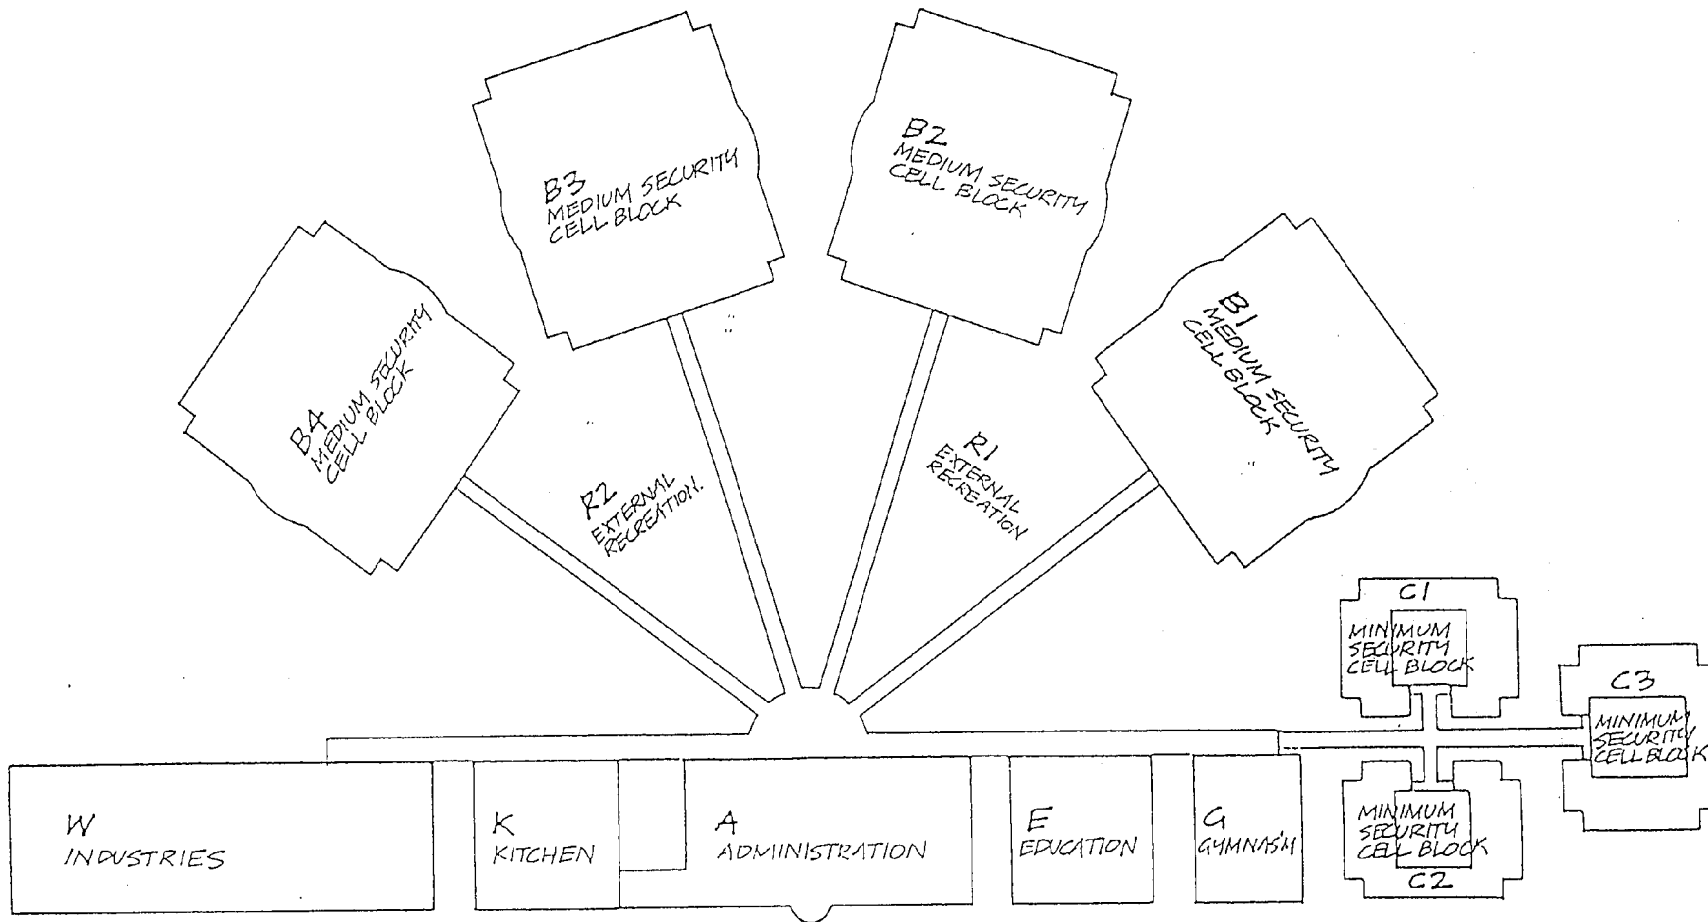 B3
MEDIUM SECURITY
CELL BLOCK
B2
MEDIUM SECURITY
CELL BLOCK
B4
MEDIUM SECURITY
CELL BLOCK
B1
MEDIUM SECURITY
CELL BLOCK
R2
EXTERNAL
RECREATION.
R1
EXTERNAL
RECREATION
C1
MINIMUM
SECURITY
CELL BLOCK
C3
MINIMUM
SECURITY
CELL BLOCK
W
INDUSTRIES
K
KITCHEN
A
ADMINISTRATION
E
EDUCATION
G
GYMNASM
MINIMUM
SECURITY
CELL BLOCK
C2